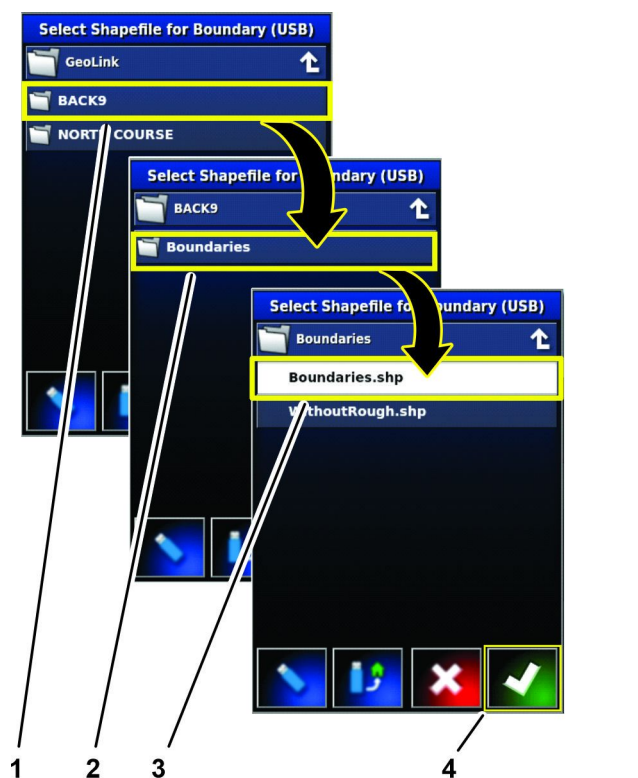 Select Shapefile for Boundary (USB)
GeoLink
BACK9
NORTH COURSE
Select Shapefile for Boundary (USB)
BACK9
Boundaries
Select Shapefile for Boundary (USB)
Boundaries
Boundaries.shp
WithoutRough.shp
1
2
3
4